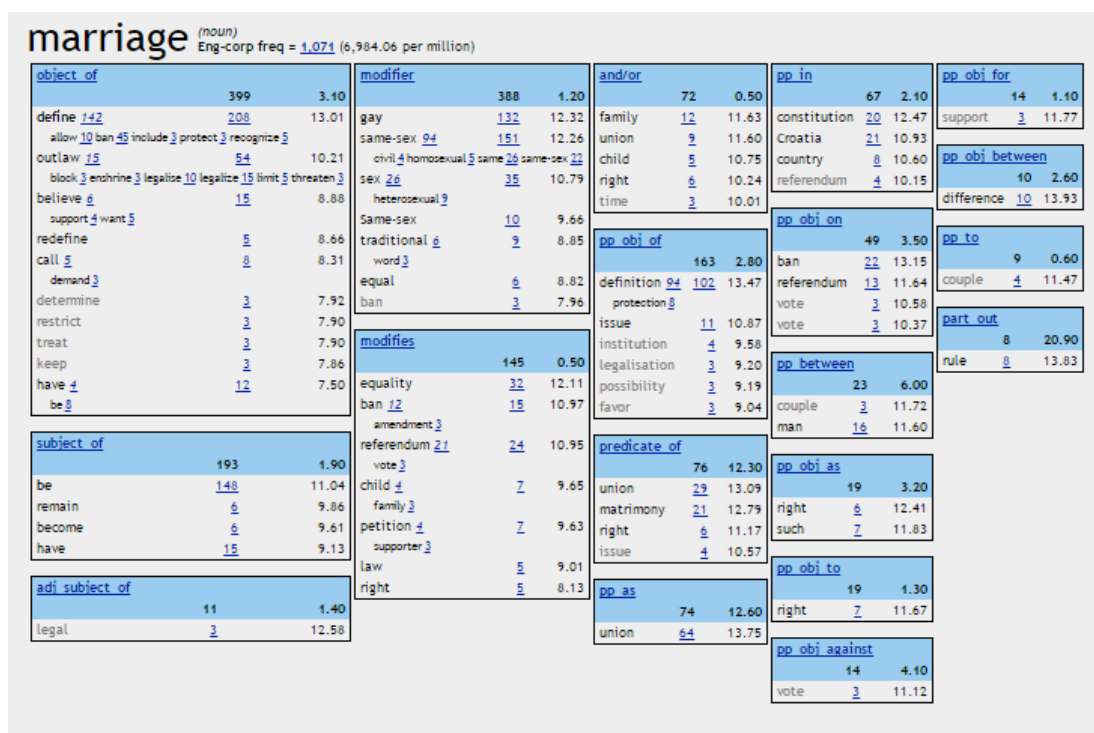 marriage (noun)
Eng-corp freq = 1,071 (6,984.06 per million)
object_of
399 3.10
define 142 208 13.01
allow 10 ban 45 include 3 protect 3 recognize 5
outlaw 15 54 10.21
block 3 enshrine 3 legalise 10 legalize 15 limit 5 threaten 3
believe 6 15 8.88
support 4 want 5
redefine 5 8.66
call 5 8 8.31
demand 3
determine 3 7.92
restrict 3 7.90
treat 3 7.90
keep 3 7.86
have 4 12 7.50
be 8
subject_of
193 1.90
be 148 11.04
remain 6 9.86
become 6 9.61
have 15 9.13
adj_subject_of
11 1.40
legal 3 12.58
modifier
388 1.20
gay 132 12.32
same-sex 94 151 12.26
civil 4 homosexual 5 same 26 same-sex 22
sex 26 35 10.79
heterosexual 9
Same-sex 10 9.66
traditional 6 9 8.85
word 3
equal 6 8.82
ban 3 7.96
modifies
145 0.50
equality 32 12.11
ban 12 15 10.97
amendment 3
referendum 21 24 10.95
vote 3
child 4 7 9.65
family 3
petition 4 7 9.63
supporter 3
law 5 9.01
right 5 8.13
and/or
72 0.50
family 12 11.63
union 9 11.60
child 5 10.75
right 6 10.24
time 3 10.01
pp_obj_of
163 2.80
definition 94 102 13.47
protection 8
issue 11 10.87
institution 4 9.58
legalisation 3 9.20
possibility 3 9.19
favor 3 9.04
predicate_of
76 12.30
union 29 13.09
matrimony 21 12.79
right 6 11.17
issue 4 10.57
pp_as
74 12.60
union 64 13.75
pp_in
67 2.10
constitution 20 12.47
Croatia 21 10.93
country 8 10.60
referendum 4 10.15
pp_obj_on
49 3.50
ban 22 13.15
referendum 13 11.64
vote 3 10.58
vote 3 10.37
pp_between
23 6.00
couple 3 11.72
man 16 11.60
pp_obj_as
19 3.20
right 6 12.41
such 7 11.83
pp_obj_to
19 1.30
right 7 11.67
pp_obj_against
14 4.10
vote 3 11.12
pp_obj_for
14 1.10
support 3 11.77
pp_obj_between
10 2.60
difference 10 13.93
pp_to
9 0.60
couple 4 11.47
part_out
8 20.90
rule 8 13.83